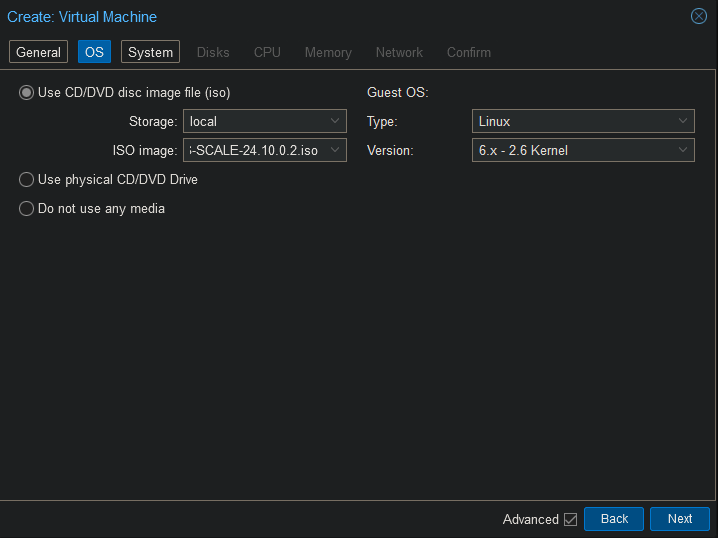 Create: Virtual Machine
General OS System Disks CPU Memory Network Confirm
Use CD/DVD disc image file (iso) Guest OS:
Storage: local Type: Linux
ISO image: -SCALE-24.10.0.2.iso Version: 6.x - 2.6 Kernel
Use physical CD/DVD Drive
Do not use any media
Advanced Back Next